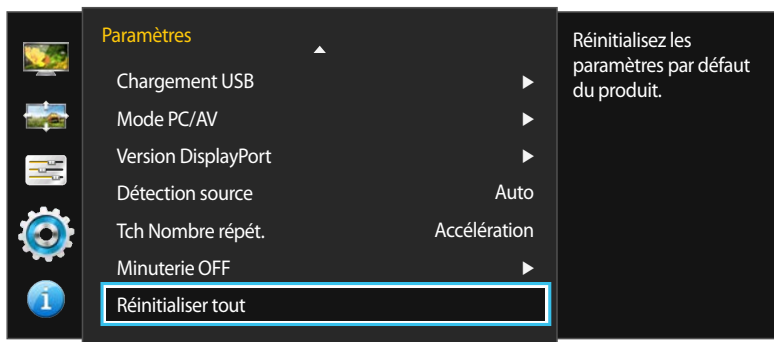 Paramètres
Chargement USB
Mode PC/AV
Version DisplayPort
Détection source Auto
Tch Nombre répét. Accélération
Minuterie OFF
Réinitialiser tout
Réinitialisez les
paramètres par défaut
du produit.